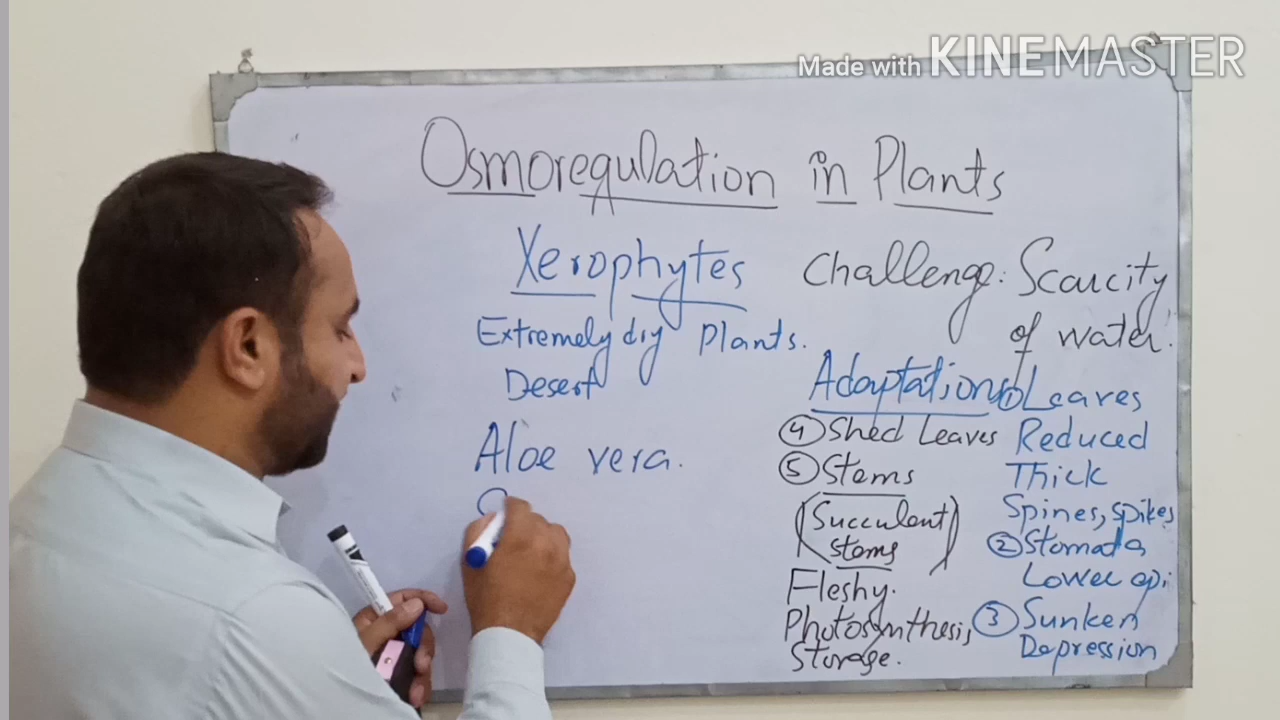 Made with KINEMASTER
Osmoregulation in Plants
Xerophytes
Extremely dry Plants.
Desert
Aloe vera.
Challenge: Scarcity
of water.
Adaptations ① Leaves
Reduced
Thick
Spines, Spikes
② Stomata
Lower epi
③ Sunken
Depression
④ Shed Leaves
⑤ Stems
(Succulent
stems)
Fleshy.
Photosynthesis,
Storage.